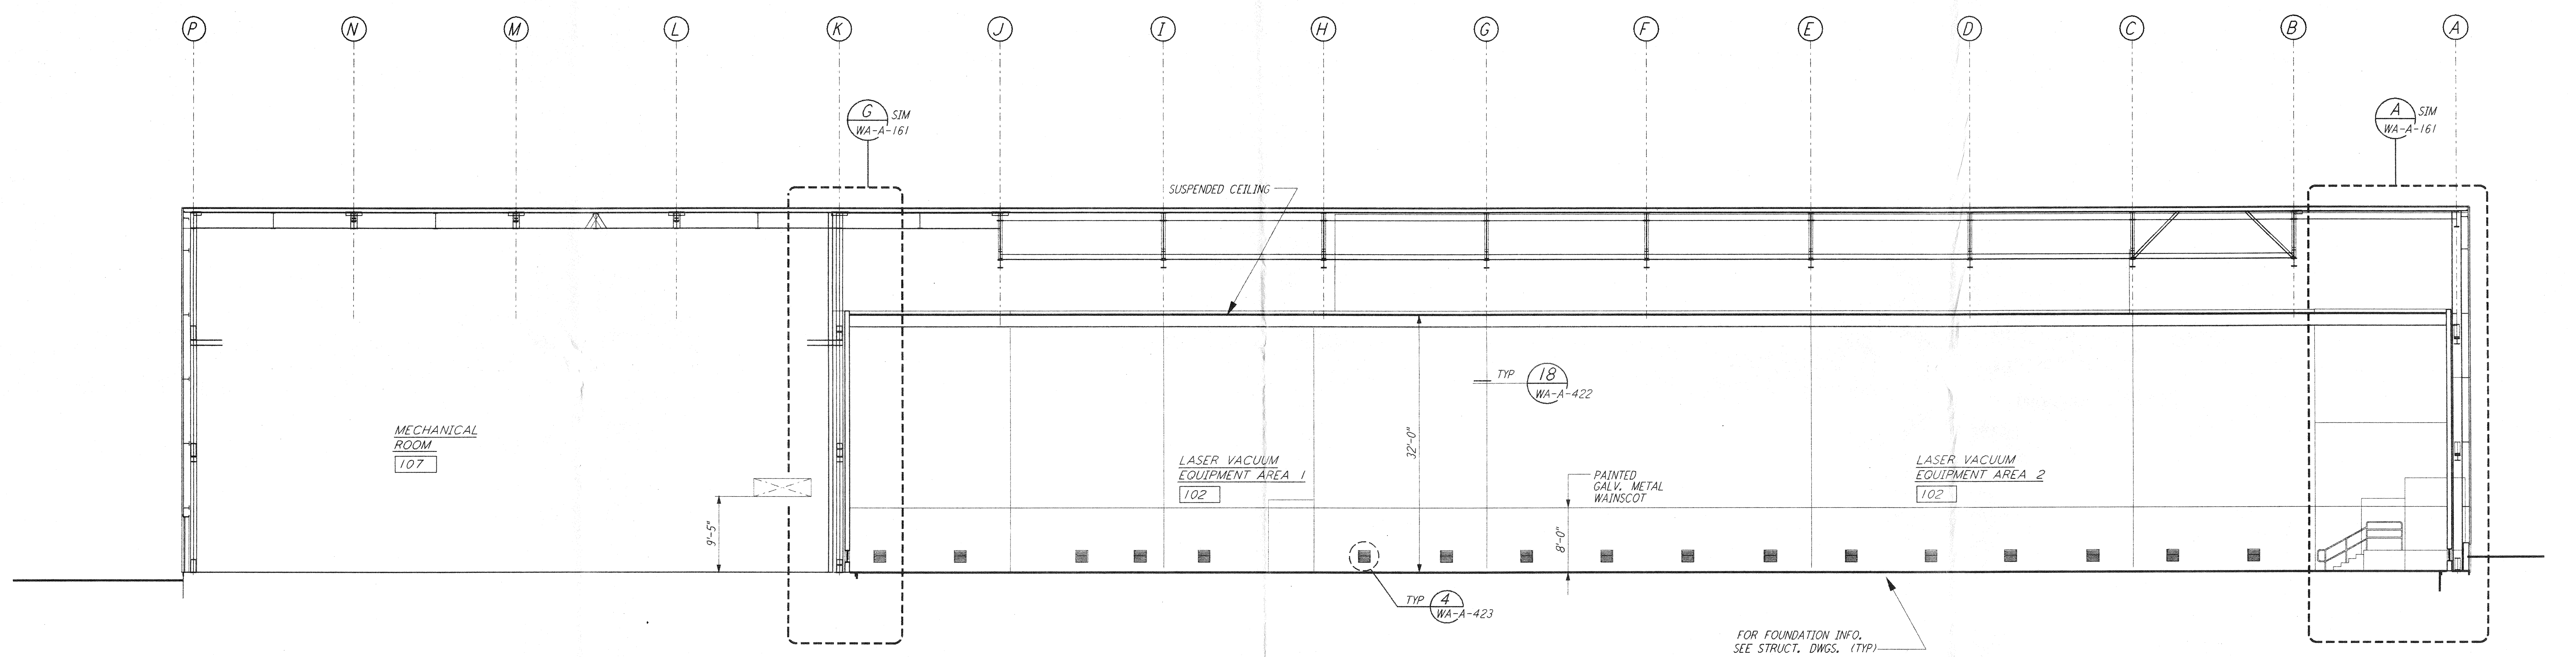 P N M L K J I H G F E D C B A
G SIM
WA-A-161
A SIM
WA-A-161
SUSPENDED CEILING
TYP 18
WA-A-422
MECHANICAL
ROOM
107
32'-0"
LASER VACUUM
EQUIPMENT AREA 1
102
PAINTED
GALV. METAL
WAINSCOT
LASER VACUUM
EQUIPMENT AREA 2
102
9'-5"
8'-0"
TYP 4
WA-A-423
FOR FOUNDATION INFO.
SEE STRUCT. DWGS. (TYP)